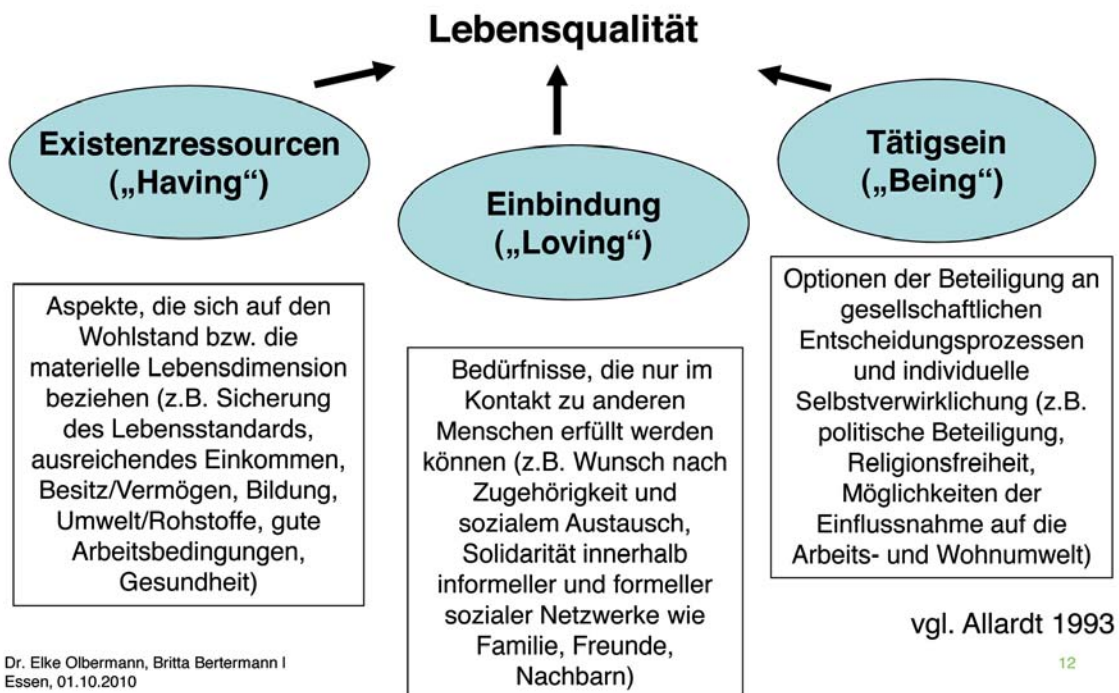 Lebensqualität
Existenzressourcen
(„Having“)
Einbindung
(„Loving“)
Tätigsein
(„Being“)
Aspekte, die sich auf den
Wohlstand bzw. die
materielle Lebensdimension
beziehen (z.B. Sicherung
des Lebensstandards,
ausreichendes Einkommen,
Besitz/Vermögen, Bildung,
Umwelt/Rohstoffe, gute
Arbeitsbedingungen,
Gesundheit)
Bedürfnisse, die nur im
Kontakt zu anderen
Menschen erfüllt werden
können (z.B. Wunsch nach
Zugehörigkeit und
sozialem Austausch,
Solidarität innerhalb
informeller und formeller
sozialer Netzwerke wie
Familie, Freunde,
Nachbarn)
Optionen der Beteiligung an
gesellschaftlichen
Entscheidungsprozessen
und individuelle
Selbstverwirklichung (z.B.
politische Beteiligung,
Religionsfreiheit,
Möglichkeiten der
Einflussnahme auf die
Arbeits- und Wohnumwelt)
vgl. Allardt 1993
Dr. Elke Olbermann, Britta Bertermann I
Essen, 01.10.2010
12